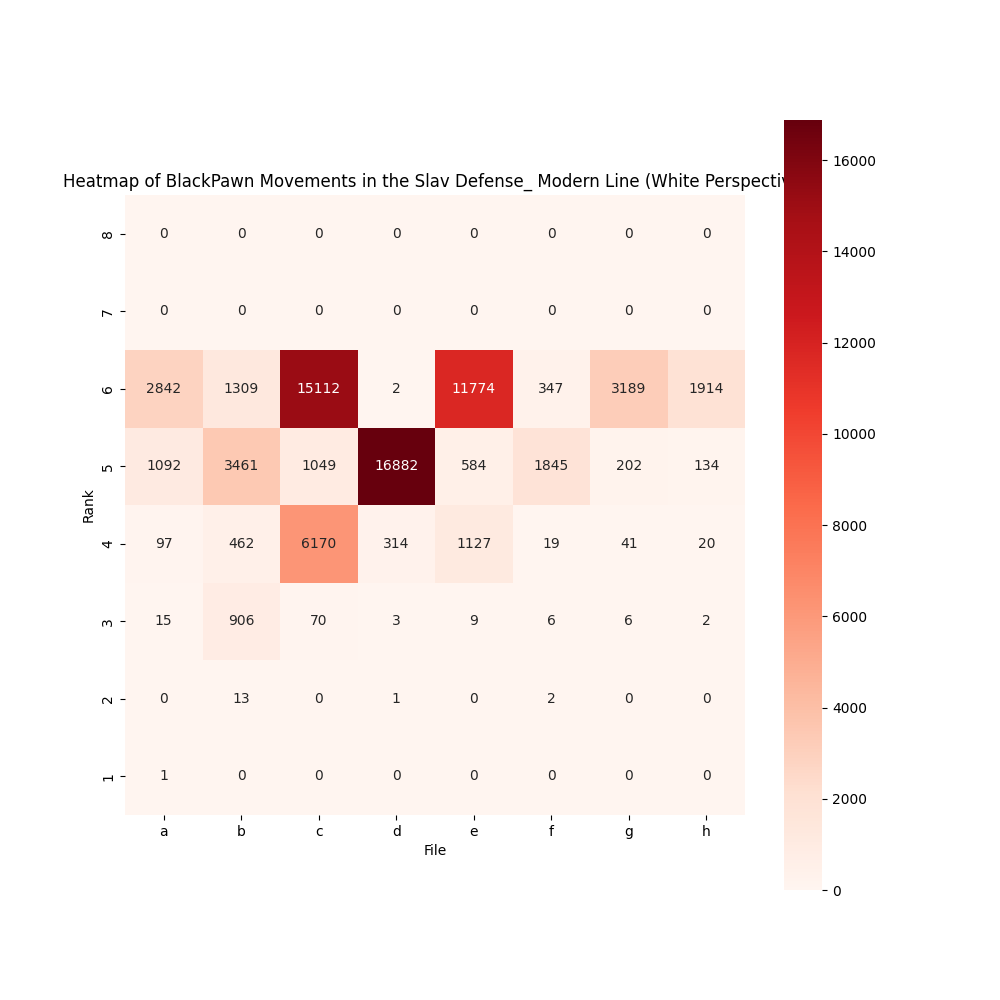 Heatmap of BlackPawn Movements in the Slav Defense_ Modern Line (White Perspectiv
8 0 0 0 0 0 0 0 0
7 0 0 0 0 0 0 0 0
6 2842 1309 15112 2 11774 347 3189 1914
5 1092 3461 1049 16882 584 1845 202 134
4 97 462 6170 314 1127 19 41 20
3 15 906 70 3 9 6 6 2
2 0 13 0 1 0 2 0 0
1 1 0 0 0 0 0 0 0
a b c d e f g h
File
Rank
16000
14000
12000
10000
8000
6000
4000
2000
0